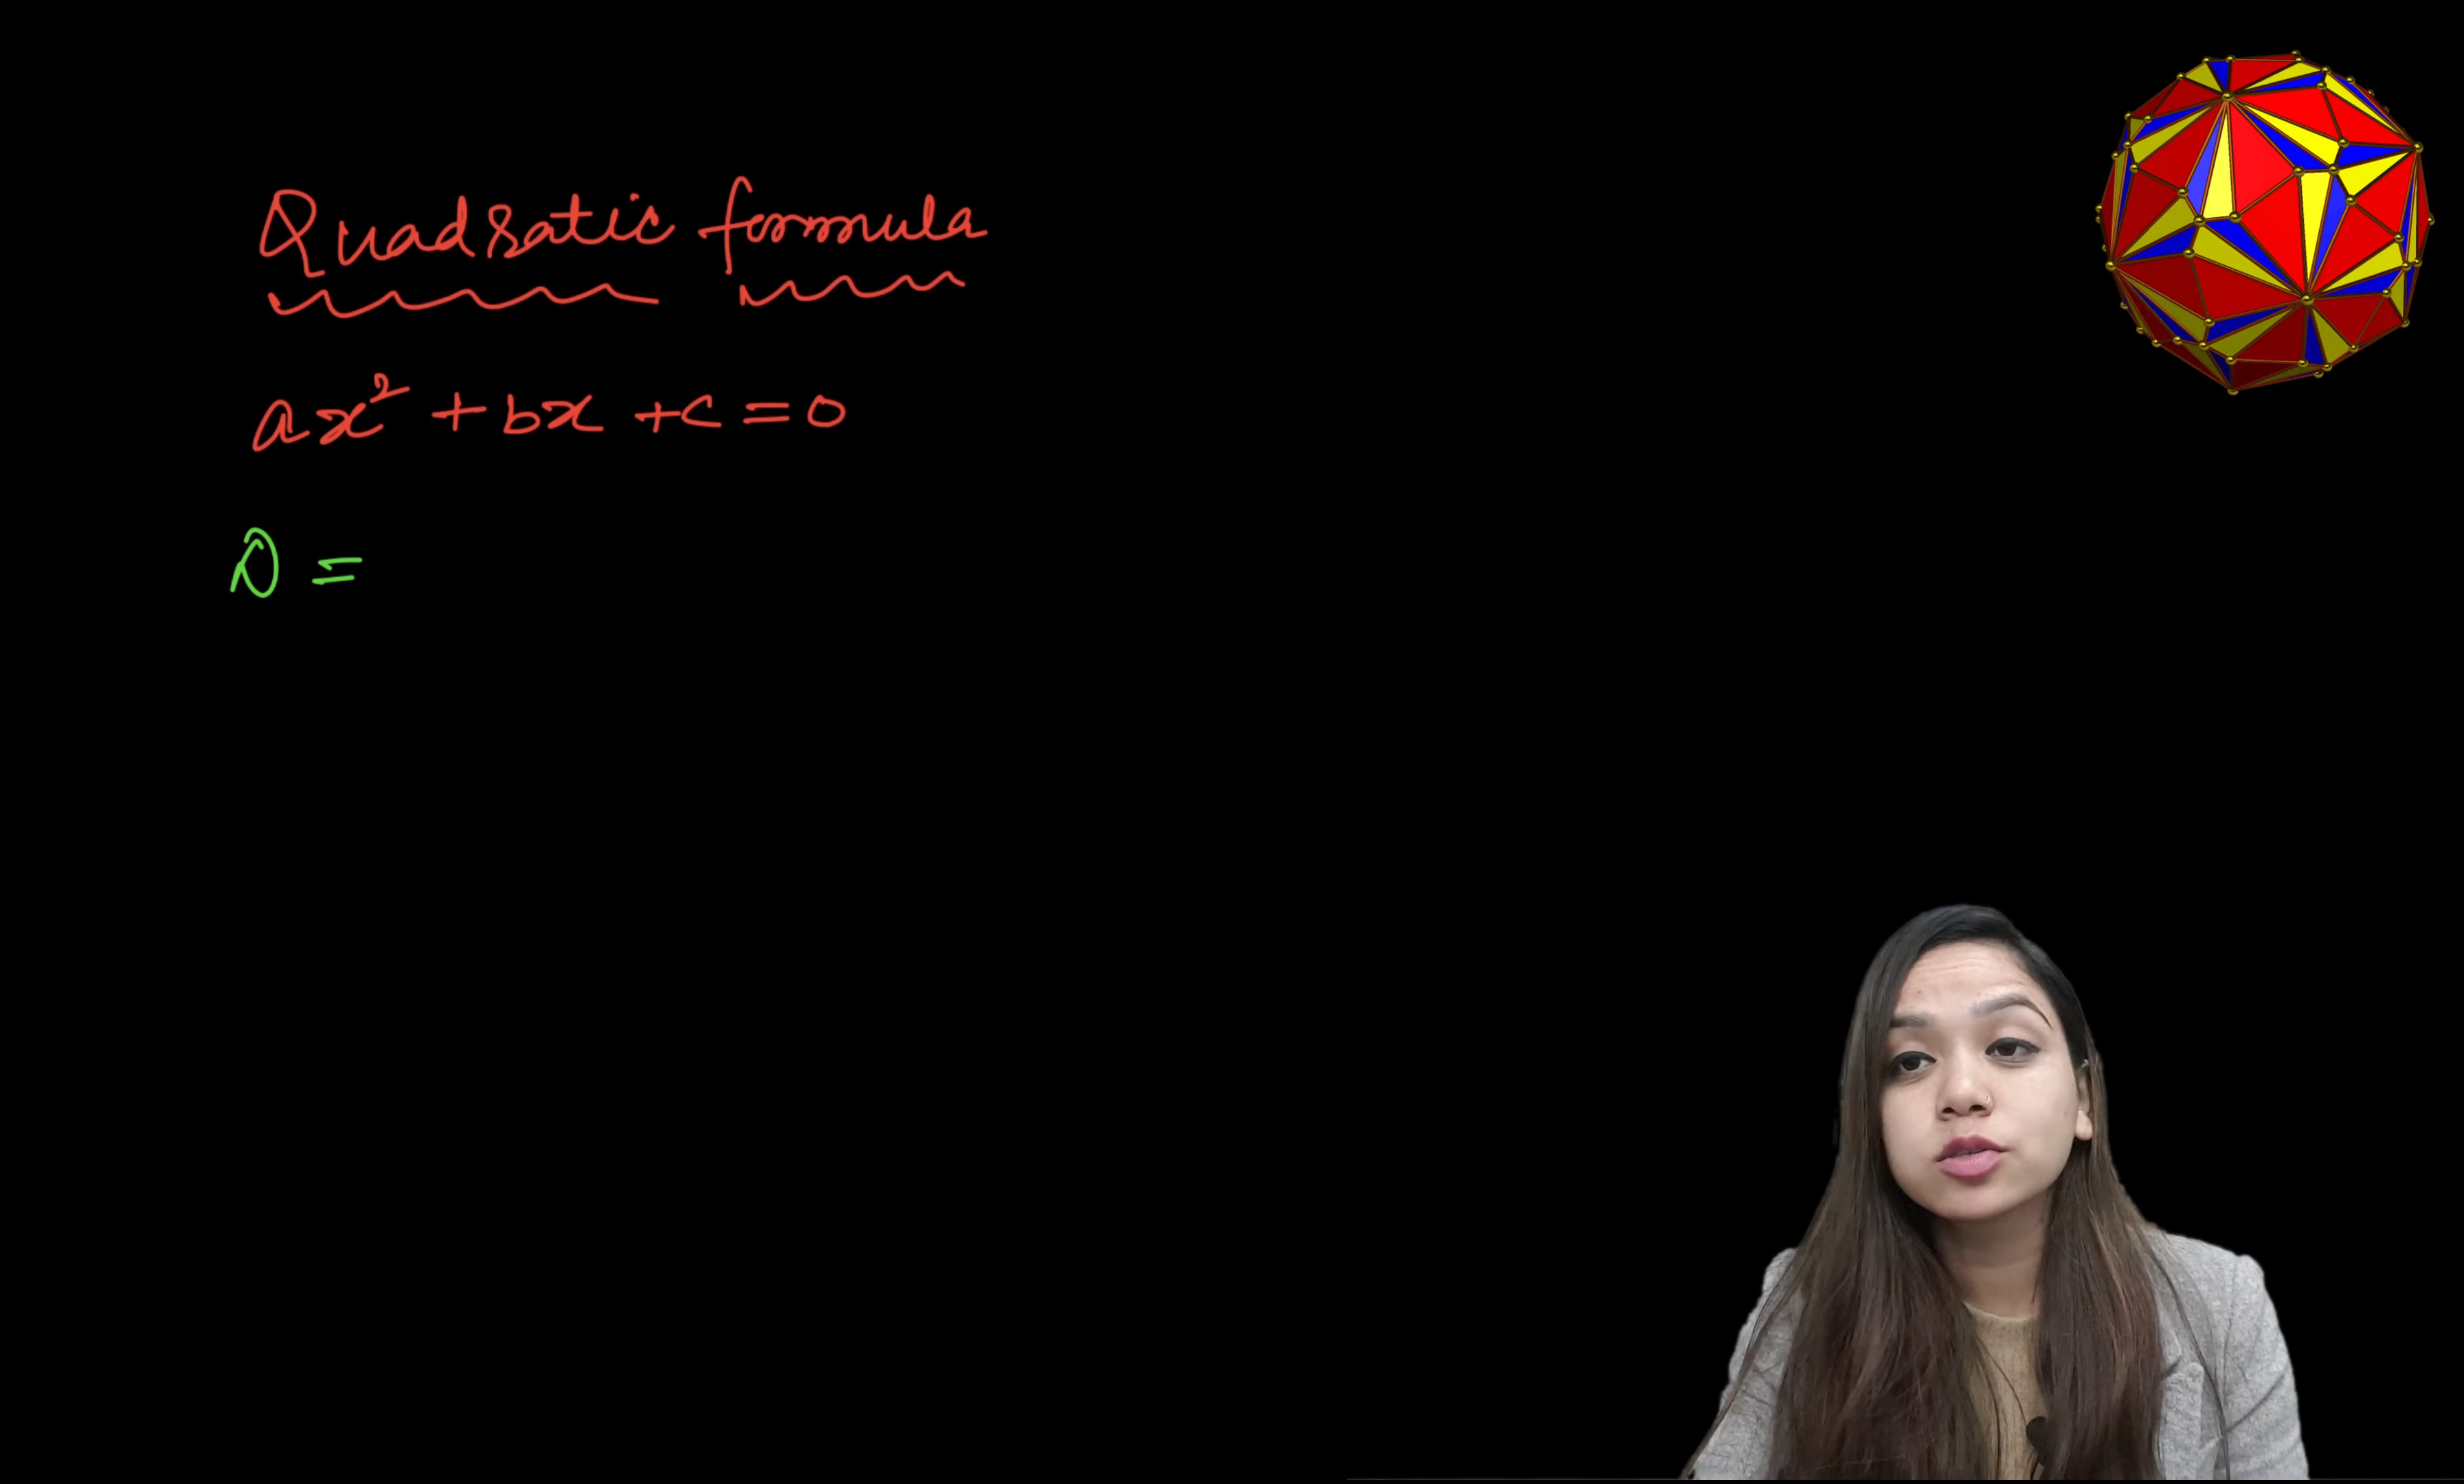 Quadratic formula
ax² + bx + c = 0
D =